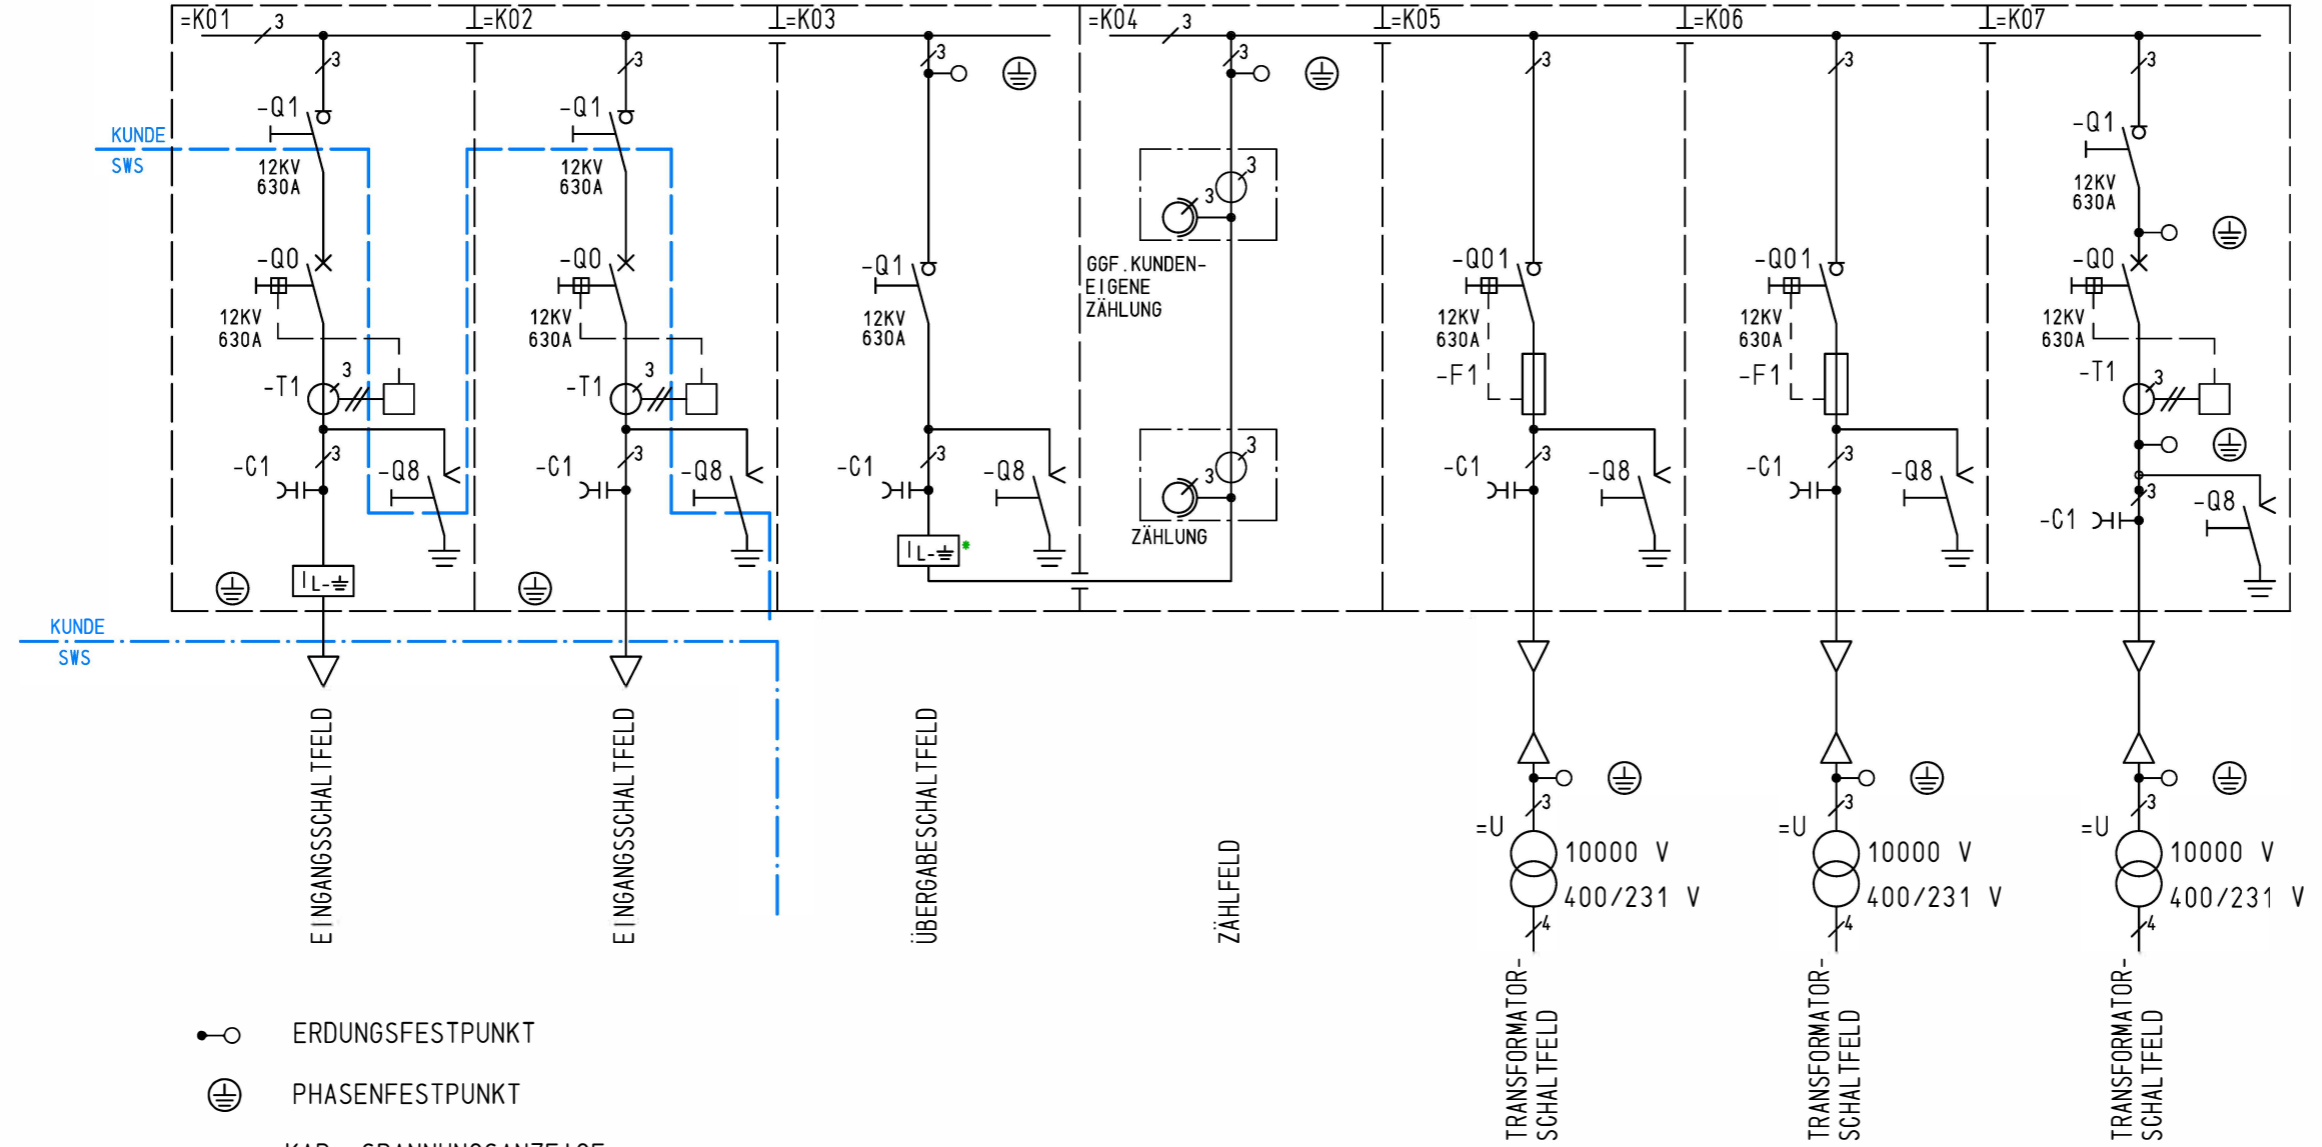 =K01
3
=K02
=K03
=K04
3
=K05
=K06
=K07
3
3
3
3
3
3
3
-Q1
12KV
630A
-Q1
12KV
630A
-Q1
12KV
630A
KUNDE
SWS
3
3
GGF.KUNDEN-
EIGENE
ZÄHLUNG
-Q0
12KV
630A
-Q0
12KV
630A
-Q1
12KV
630A
-Q01
12KV
630A
-Q01
12KV
630A
-Q0
12KV
630A
-T1
3
-T1
3
-F1
-F1
-T1
3
-C1
3
-Q8
-C1
3
-Q8
-C1
3
-Q8
3
3
ZÄHLUNG
-C1
3
-Q8
-C1
3
-Q8
-C1
3
-Q8
IL-
IL-
*
KUNDE
SWS
EINGANGSSCHALTFELD
EINGANGSSCHALTFELD
ÜBERGABESCHALTFELD
ZÄHLFELD
3
=U
10000 V
400/231 V
4
3
=U
10000 V
400/231 V
4
3
=U
10000 V
400/231 V
4
TRANSFORMATOR-
SCHALTFELD
TRANSFORMATOR-
SCHALTFELD
TRANSFORMATOR-
SCHALTFELD
ERDUNGSFESTPUNKT
PHASENFESTPUNKT